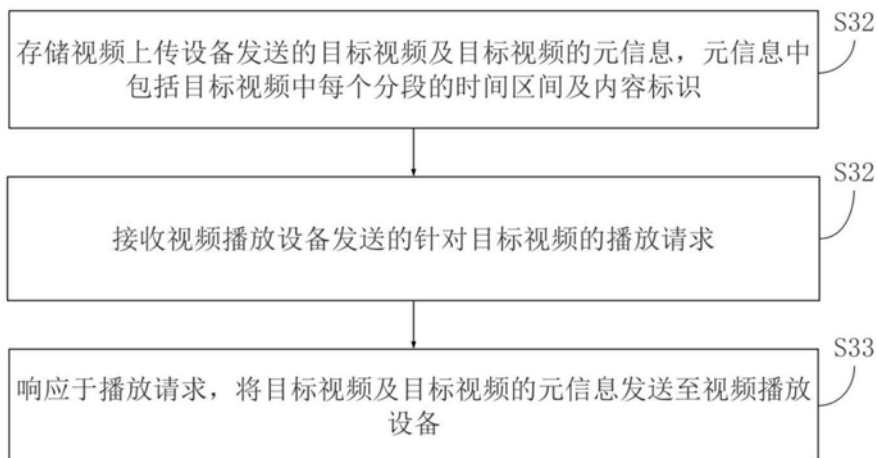 S32
存储视频上传设备发送的目标视频及目标视频的元信息，元信息中
包括目标视频中每个分段的时间区间及内容标识
S32
接收视频播放设备发送的针对目标视频的播放请求
S33
响应于播放请求，将目标视频及目标视频的元信息发送至视频播放
设备